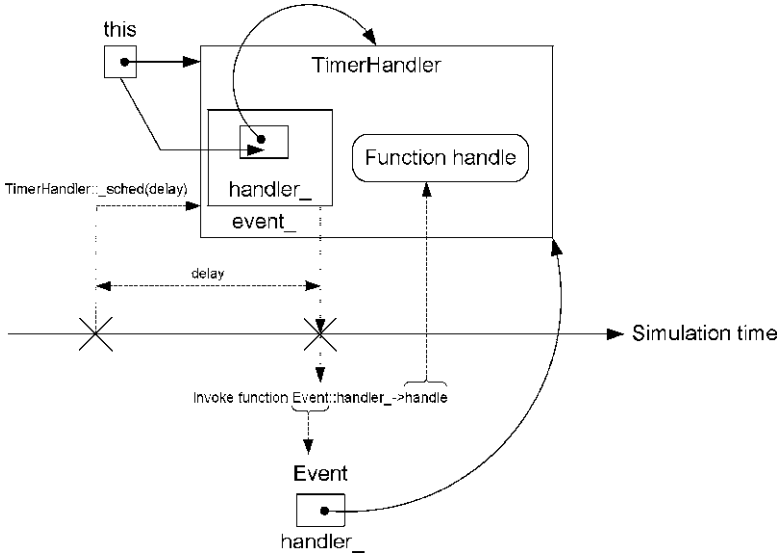 this
TimerHandler
Function handle
handler_
TimerHandler::_sched(delay)
event_
delay
Simulation time
Invoke function Event::handler_->handle
Event
handler_